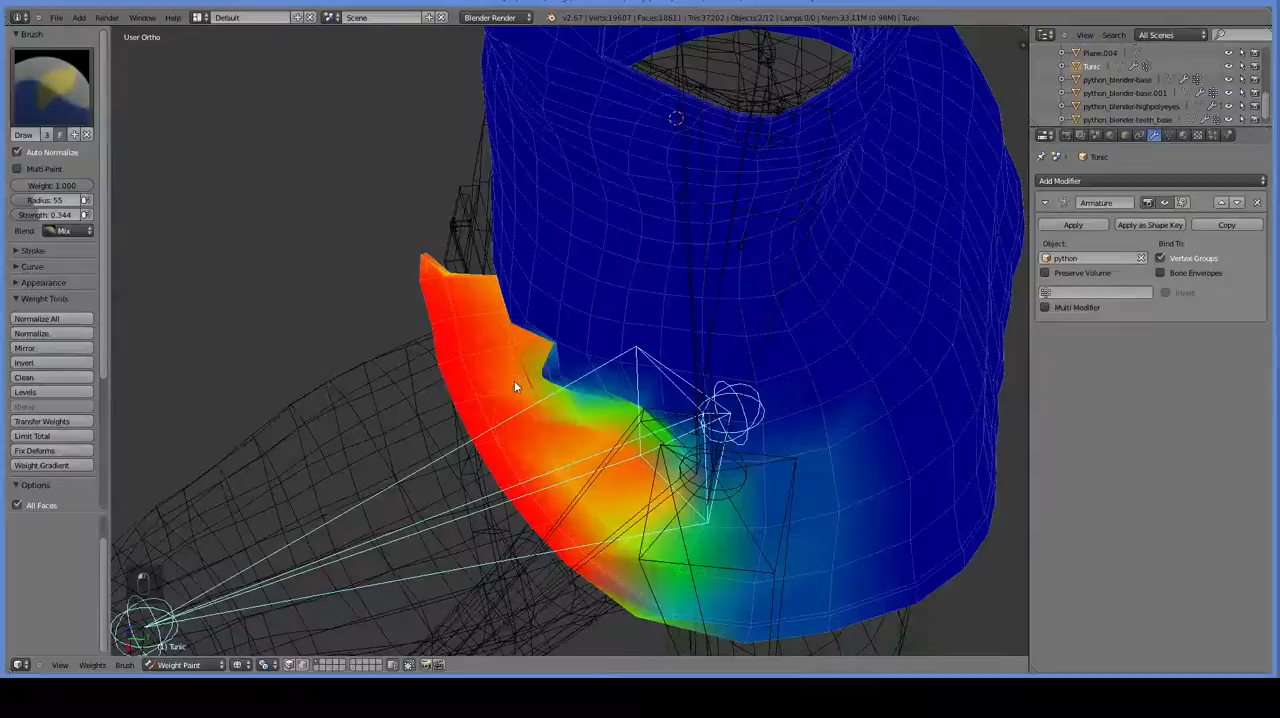 File Add Render Window Help Default Scene Blender Render v2.67 | Verts:19607 | Faces:18611 | Tris:37202 | Objects:2/12 | Lamps:0/0 | Mem:33.11M (0.98M) | Tunic
Brush
User Ortho
View Search All Scenes
Plane.004
Tunic
python_blender-base
python_blender-base.001
python_blender-highpolyeyes
python_blender-teeth_base
Draw 3 F
Auto Normalize
Multi-Paint
Weight: 1.000
Radius: 55
Strength: 0.344
Blend: Mix
Stroke
Curve
Appearance
Weight Tools
Normalize All
Normalize
Mirror
Invert
Clean
Levels
Blend
Transfer Weights
Limit Total
Fix Deforms
Weight Gradient
Options
All Faces
Tunic
Add Modifier
Armature
Apply Apply as Shape Key Copy
Object: Bind To:
python Vertex Groups
Preserve Volume Bone Envelopes
Invert
Multi Modifier
(1) Tunic
View Weights Brush Weight Paint